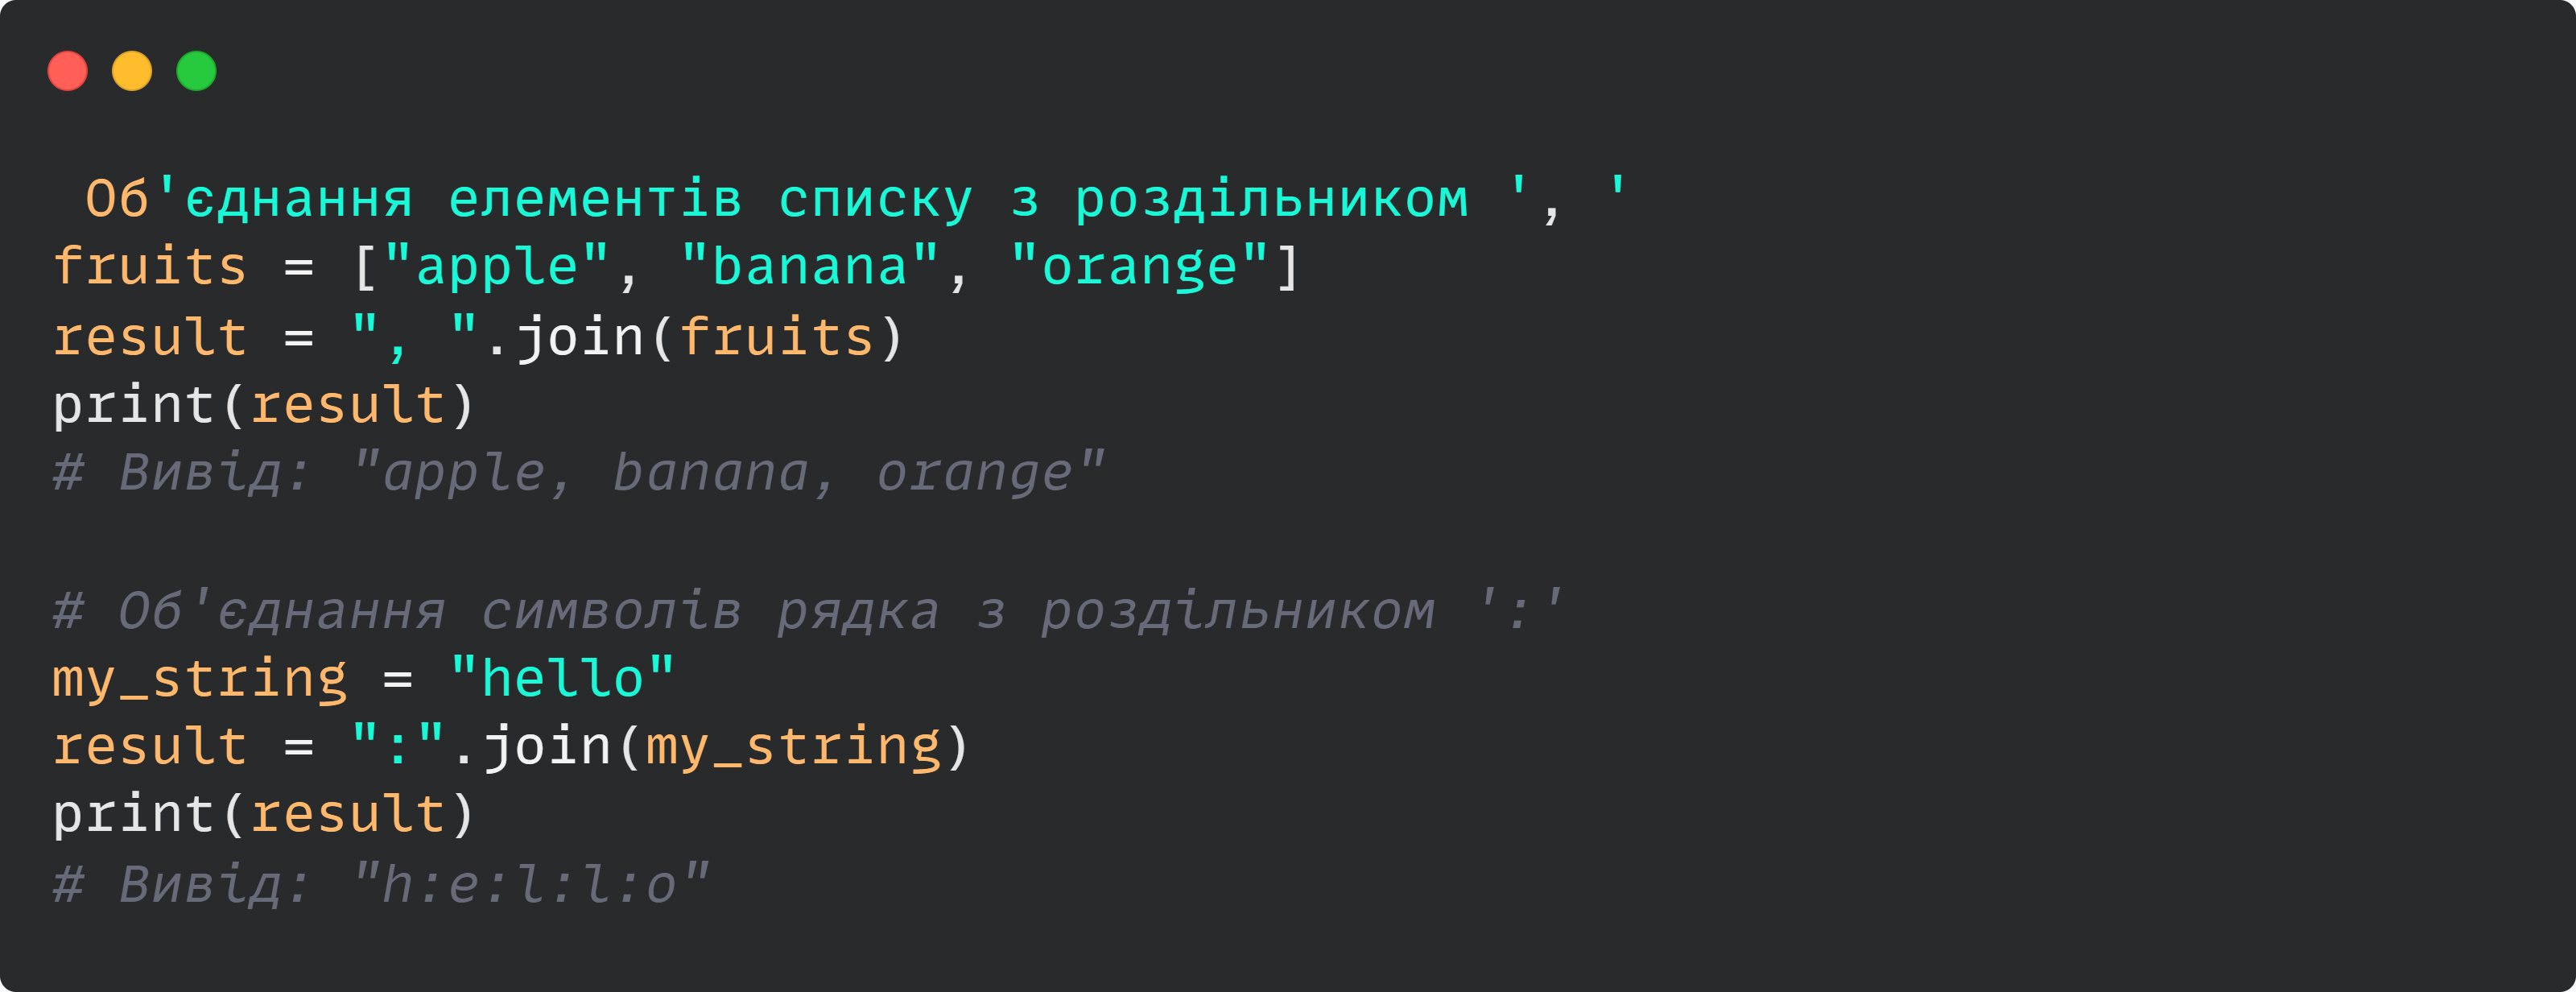 Об'єднання елементів списку з роздільником ', '
fruits = ["apple", "banana", "orange"]
result = ", ".join(fruits)
print(result)
# Вивід: "apple, banana, orange"
# Об'єднання символів рядка з роздільником ':'
my_string = "hello"
result = ":".join(my_string)
print(result)
# Вивід: "h:e:l:l:o"